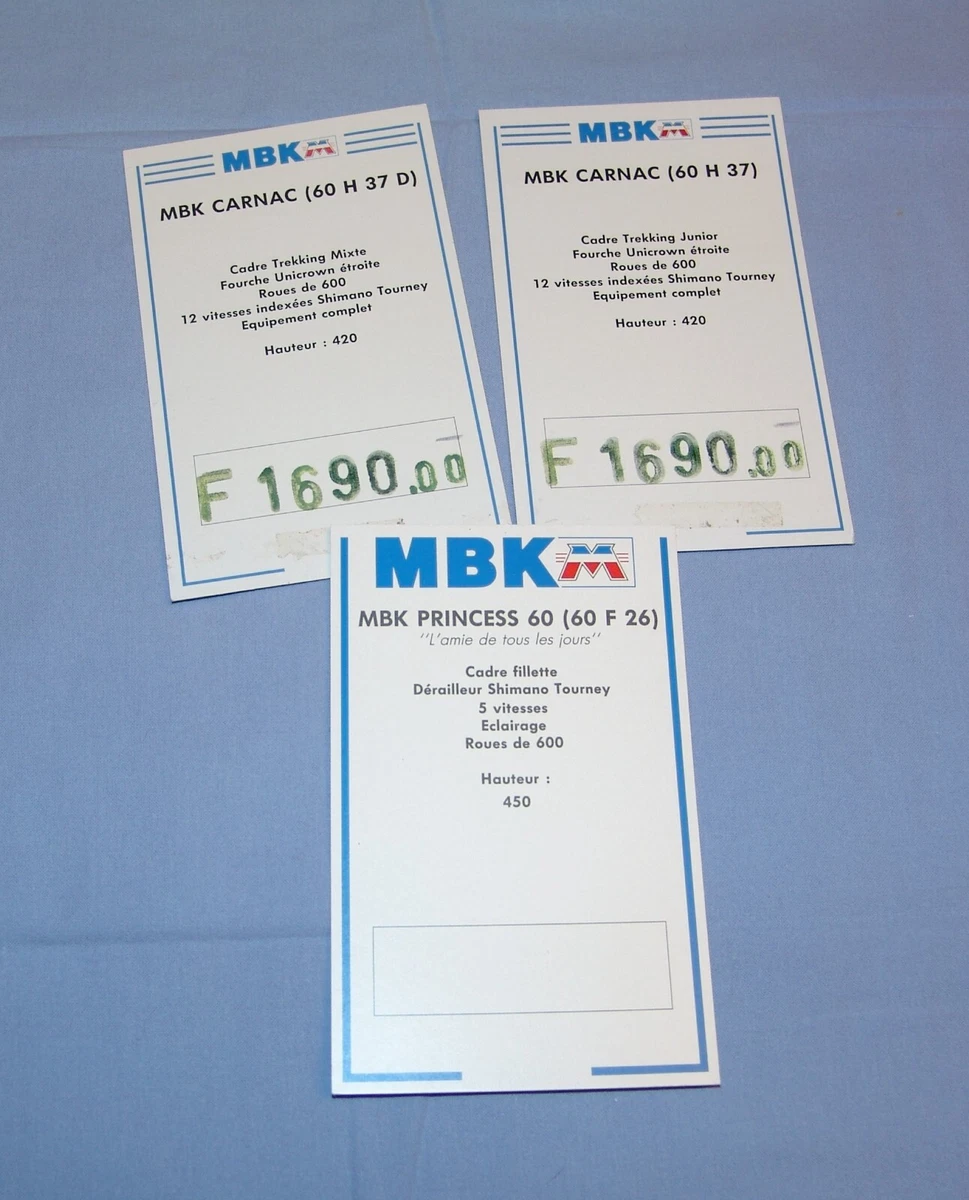 MBK
MBK CARNAC (60 H 37 D)
Cadre Trekking Mixte
Fourche Unicrown étroite
Roues de 600
12 vitesses indexées Shimano Tourney
Equipement complet
Hauteur : 420
F 1690.00
MBK
MBK CARNAC (60 H 37)
Cadre Trekking Junior
Fourche Unicrown étroite
Roues de 600
12 vitesses indexées Shimano Tourney
Equipement complet
Hauteur : 420
F 1690.00
MBK
MBK PRINCESS 60 (60 F 26)
"L'amie de tous les jours"
Cadre fillette
Dérailleur Shimano Tourney
5 vitesses
Eclairage
Roues de 600
Hauteur :
450